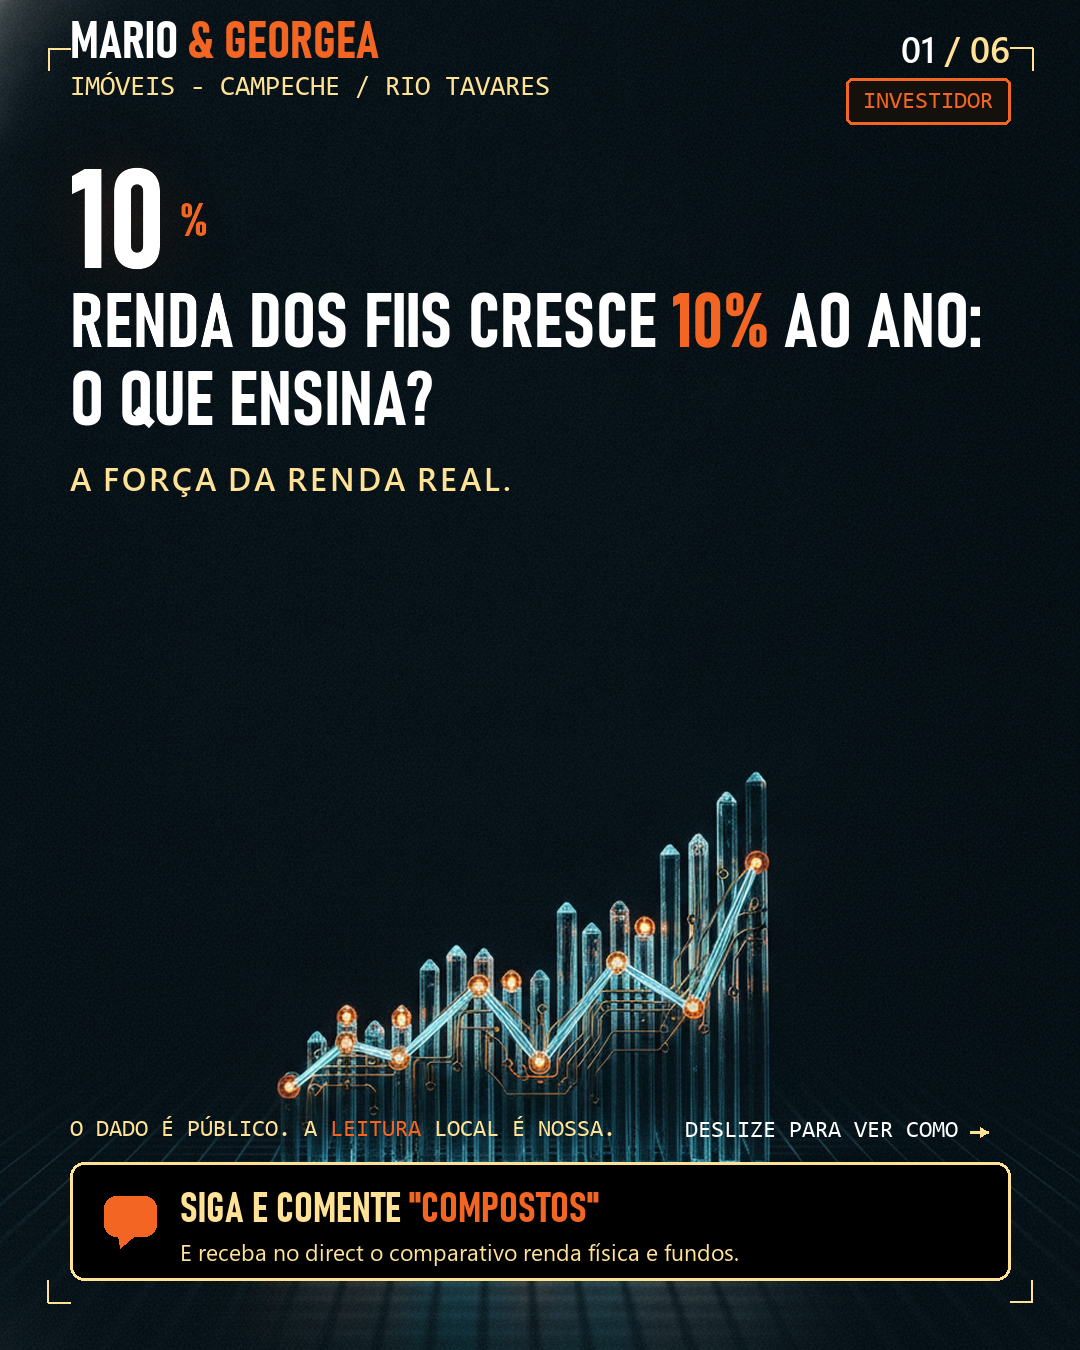 MARIO & GEORGEA
IMÓVEIS - CAMPECHE / RIO TAVARES
01 / 06
INVESTIDOR
10 %
RENDA DOS FIIS CRESCE 10% AO ANO:
O QUE ENSINA?
A FORÇA DA RENDA REAL.
O DADO É PÚBLICO. A LEITURA LOCAL É NOSSA.
DESLIZE PARA VER COMO →
SIGA E COMENTE "COMPOSTOS"
E receba no direct o comparativo renda física e fundos.